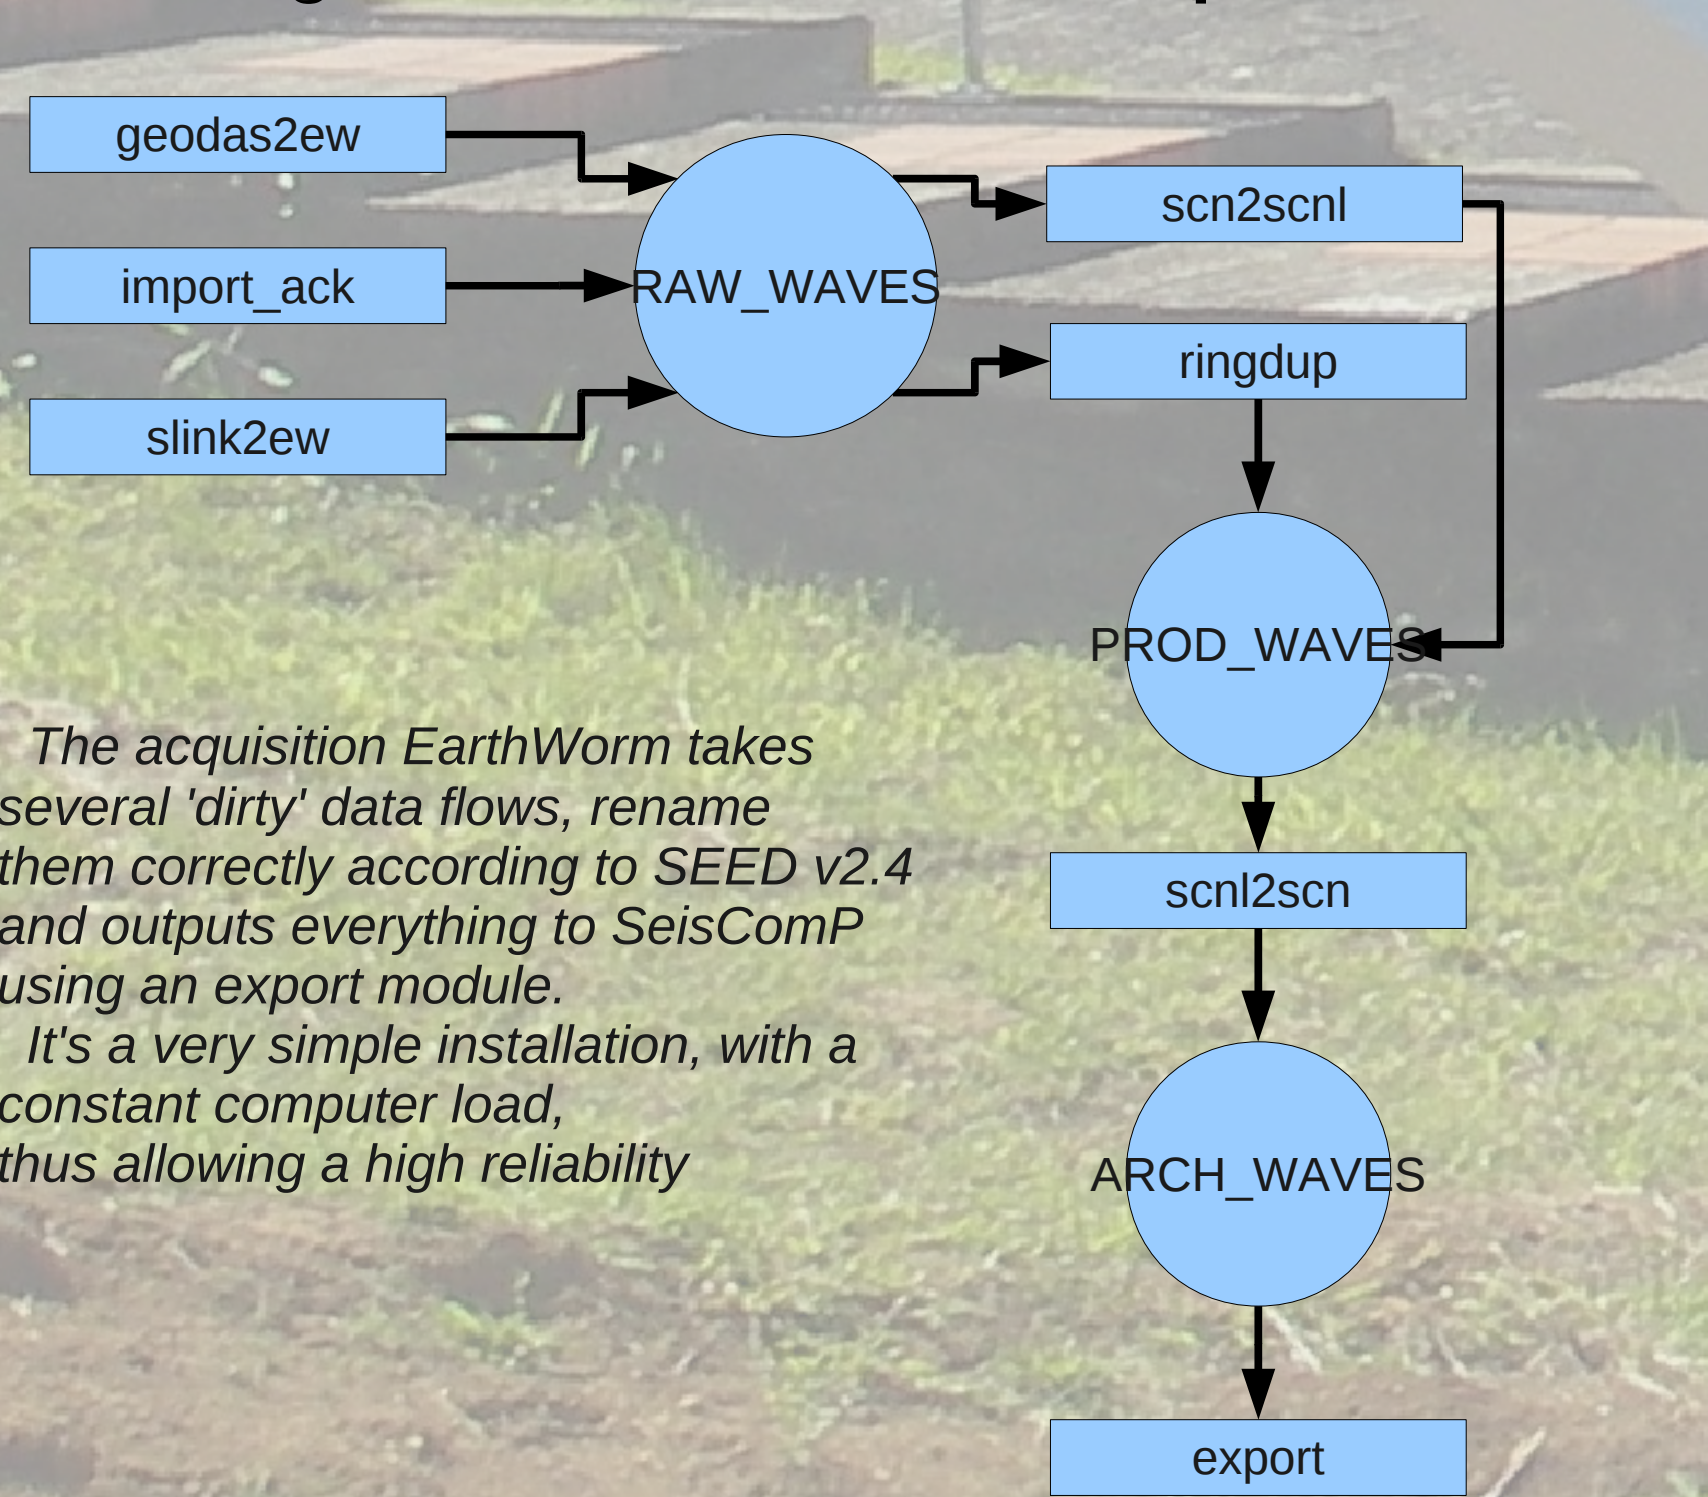 geodas2ew
import_ack
slink2ew
RAW_WAVES
scn2scnl
ringdup
PROD_WAVES
scnl2scn
ARCH_WAVES
export
The acquisition EarthWorm takes
several 'dirty' data flows, rename
them correctly according to SEED v2.4
and outputs everything to SeisComP
using an export module.
It's a very simple installation, with a
constant computer load,
thus allowing a high reliability